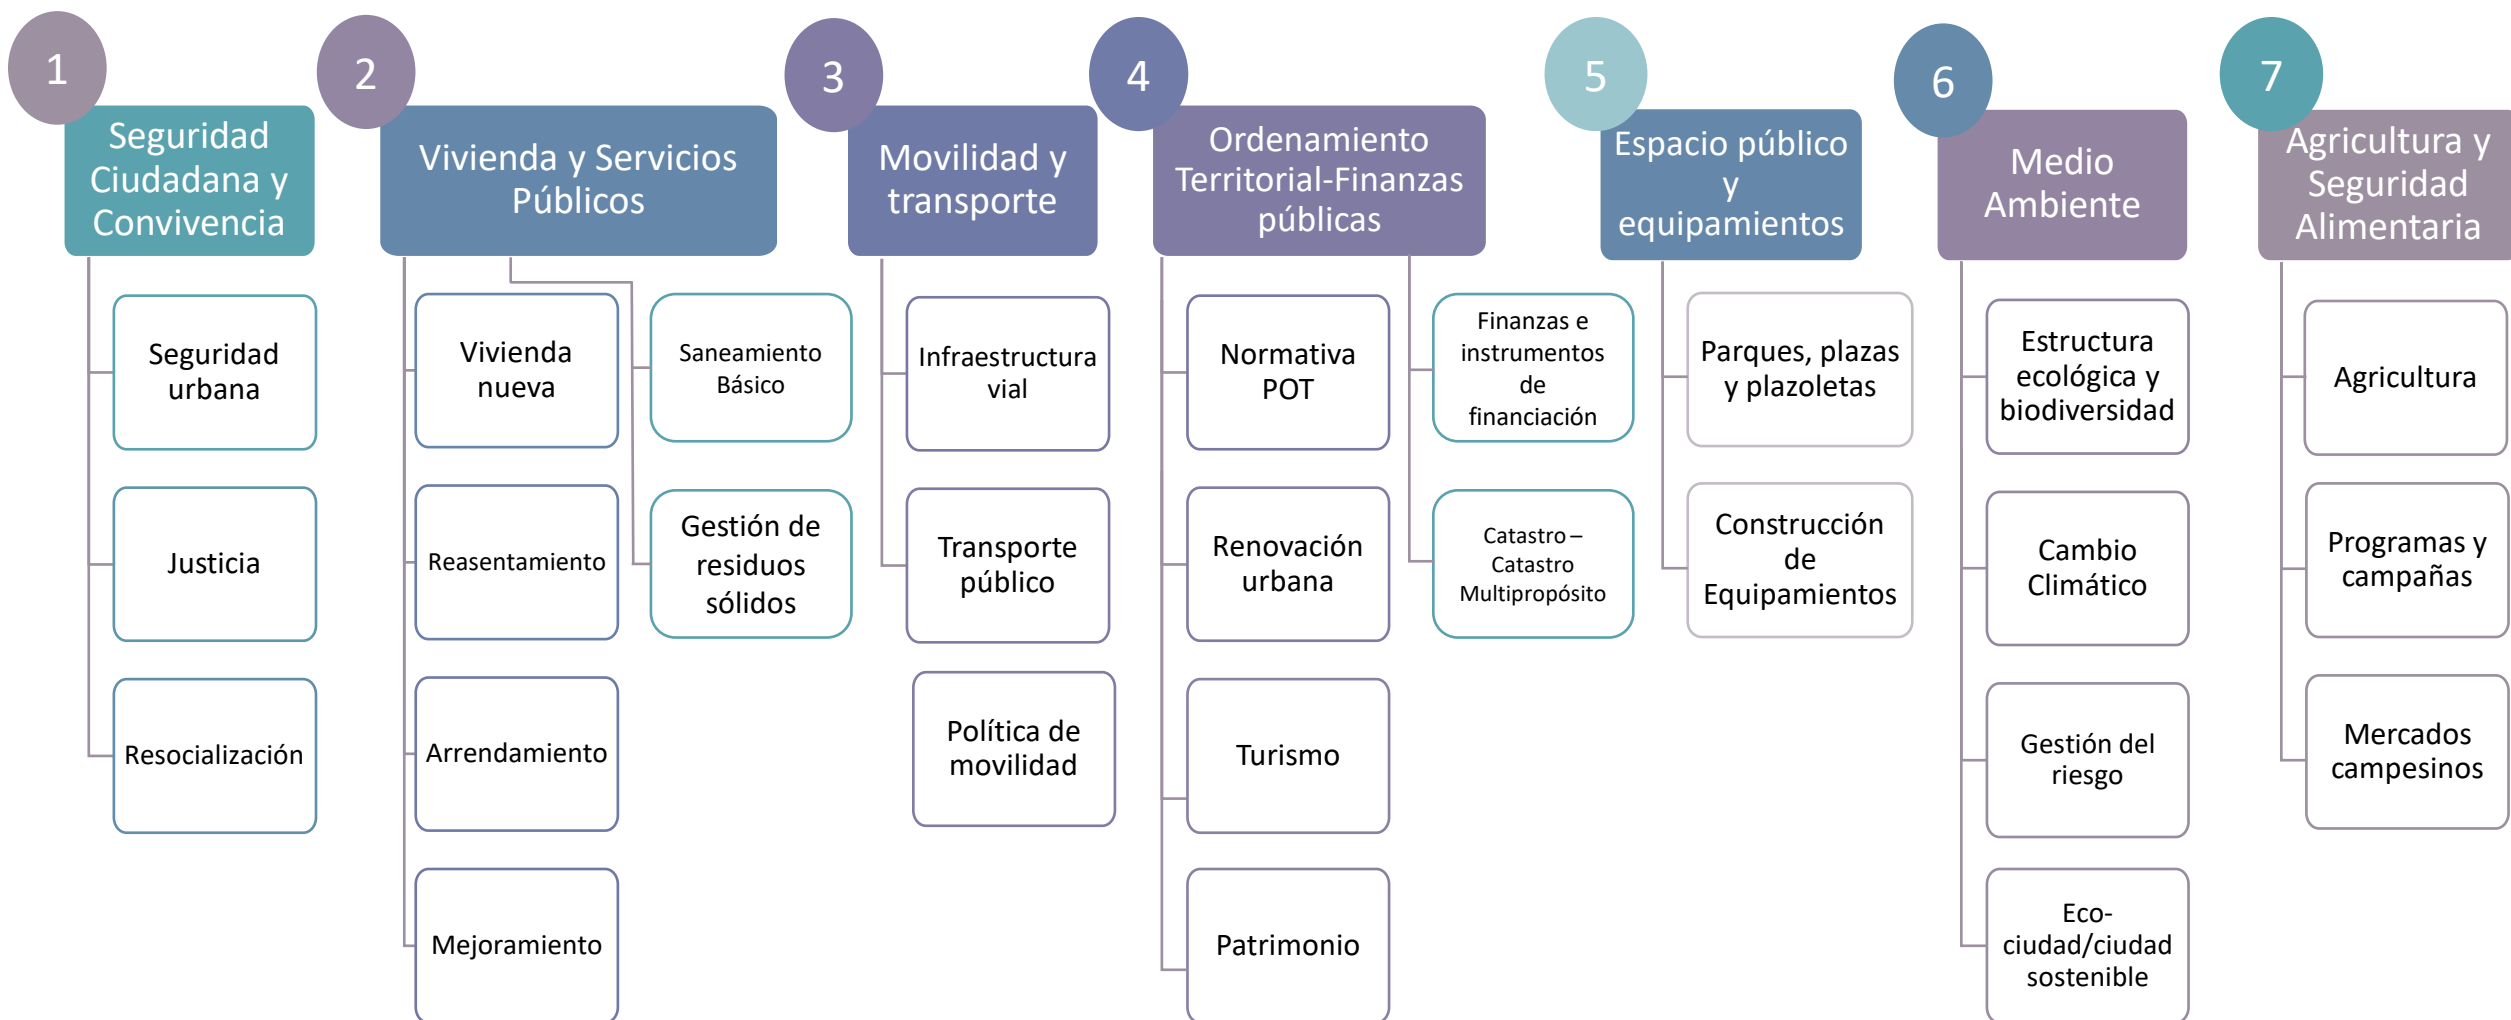 1
Seguridad
Ciudadana y
Convivencia
Seguridad
urbana
Justicia
Resocialización
2
Vivienda y Servicios
Públicos
Vivienda
nueva
Reasentamiento
Arrendamiento
Mejoramiento
Saneamiento
Básico
Gestión de
residuos
sólidos
3
Movilidad y
transporte
Infraestructura
vial
Transporte
público
Política de
movilidad
4
Ordenamiento
Territorial-Finanzas
públicas
Normativa
POT
Renovación
urbana
Turismo
Patrimonio
Finanzas e
instrumentos
de
financiación
Catastro –
Catastro
Multipropósito
5
Espacio público
y
equipamientos
Parques, plazas
y plazoletas
Construcción
de
Equipamientos
6
Medio
Ambiente
Estructura
ecológica y
biodiversidad
Cambio
Climático
Gestión del
riesgo
Eco-
ciudad/ciudad
sostenible
7
Agricultura y
Seguridad
Alimentaria
Agricultura
Programas y
campañas
Mercados
campesinos